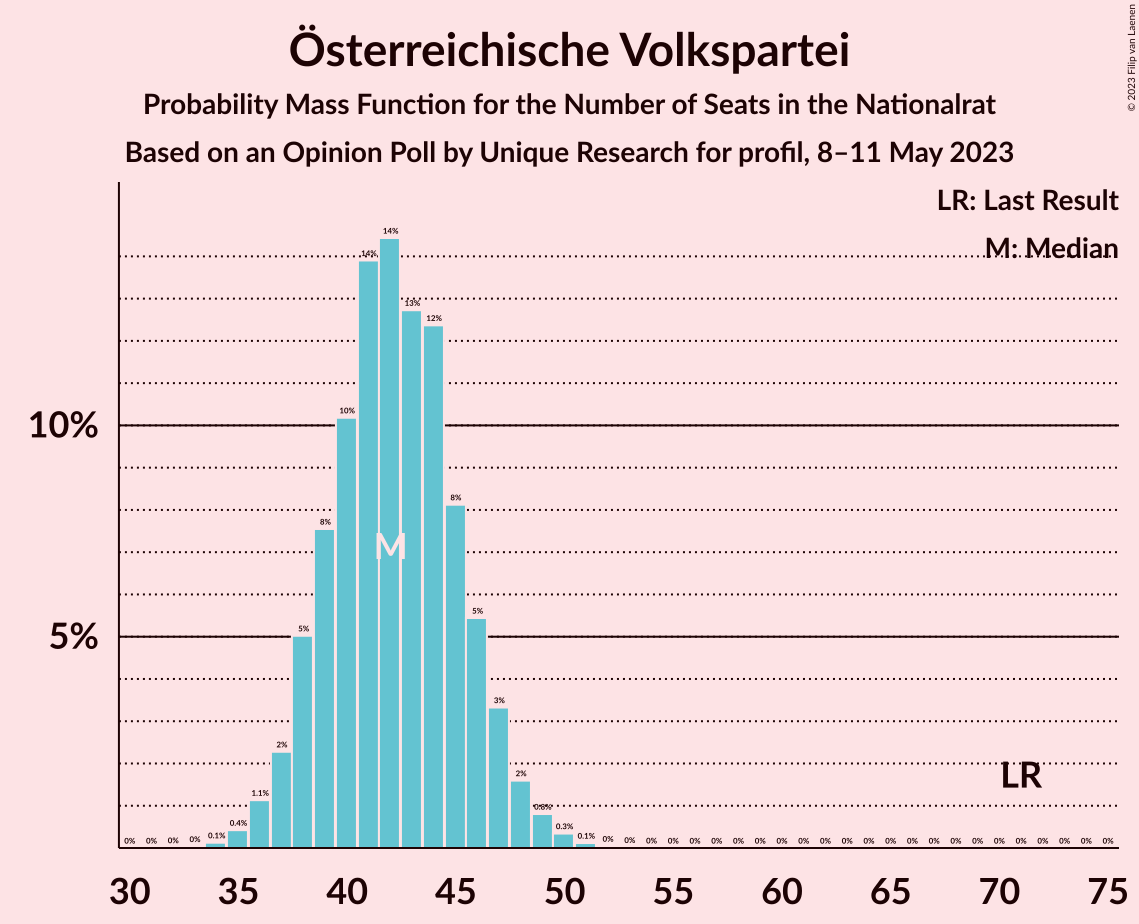 Österreichische Volkspartei
Probability Mass Function for the Number of Seats in the Nationalrat
Based on an Opinion Poll by Unique Research for profil, 8–11 May 2023
© 2023 Filip van Laenen
LR: Last Result
M: Median
10%
5%
0% 0% 0% 0% 0.1% 0.4% 1.1% 2% 5% 8% 10% 14% 14% 13% 12% 8% 5% 3% 2% 0.8% 0.3% 0.1% 0% 0% 0% 0% 0% 0% 0% 0% 0% 0% 0% 0% 0% 0% 0% 0% 0% 0% 0% 0% 0% 0% 0% 0%
M
LR
30 35 40 45 50 55 60 65 70 75